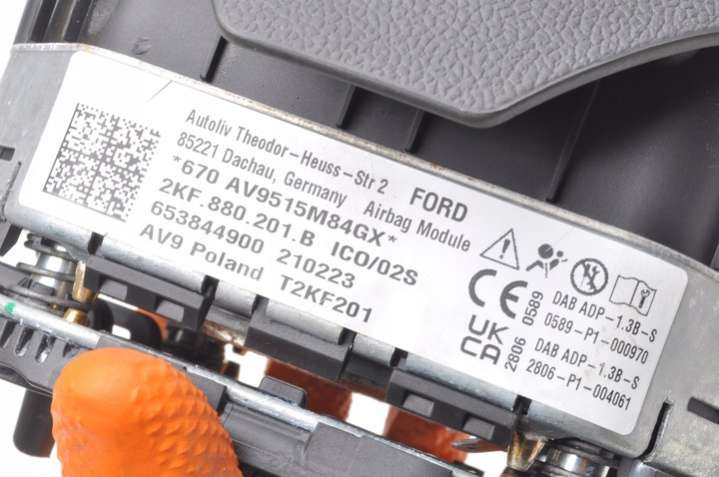 Autoliv Theodor-Heuss-Str 2
85221 Dachau, Germany
FORD
Airbag Module
*670 AV9515M84GX*
2KF.880.201.B ICO/02S
653844900 210223
AV9 Poland T2KF201
CE 0589
DAB ADP-1.3B-S
0589-P1-000970
UK CA 2806
DAB ADP-1.3B-S
2806-P1-004061